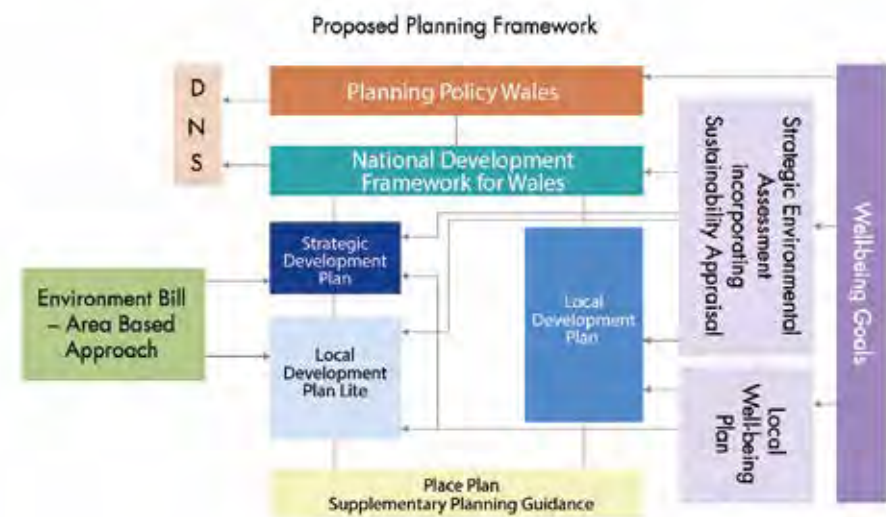 Proposed Planning Framework
D
N
S
Planning Policy Wales
National Development
Framework for Wales
Strategic
Development
Plan
Environment Bill
– Area Based
Approach
Local
Development
Plan Lite
Local
Development
Plan
Strategic Environmental
Assessment
incorporating
Sustainability Appraisal
Local
Well-being
Plan
Well-being Goals
Place Plan
Supplementary Planning Guidance